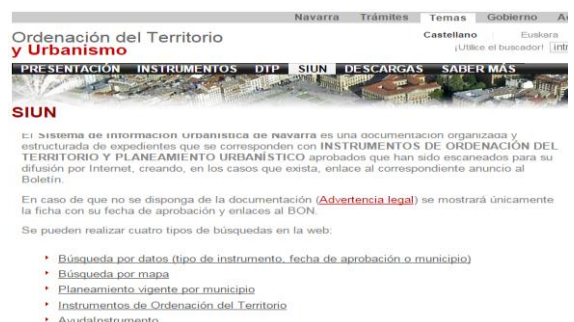 Navarra Trámites Temas Gobierno
Ordenación del Territorio
y Urbanismo
Castellano Euskara
¡Utilice el buscador!
PRESENTACIÓN INSTRUMENTOS DTP SIUN DESCARGAS SABER MÁS
SIUN
El Sistema de Información Urbanística de Navarra es una documentación organizada y
estructurada de expedientes que se corresponden con INSTRUMENTOS DE ORDENACIÓN DEL
TERRITORIO Y PLANEAMIENTO URBANÍSTICO aprobados que han sido escaneados para su
difusión por Internet, creando, en los casos que exista, enlace al correspondiente anuncio al
Boletín.
En caso de que no se disponga de la documentación (Advertencia legal) se mostrará únicamente
la ficha con su fecha de aprobación y enlaces al BON.
Se pueden realizar cuatro tipos de búsquedas en la web:
Búsqueda por datos (tipo de instrumento, fecha de aprobación o municipio)
Búsqueda por mapa
Planeamiento vigente por municipio
Instrumentos de Ordenación del Territorio
AyudaInstrumento